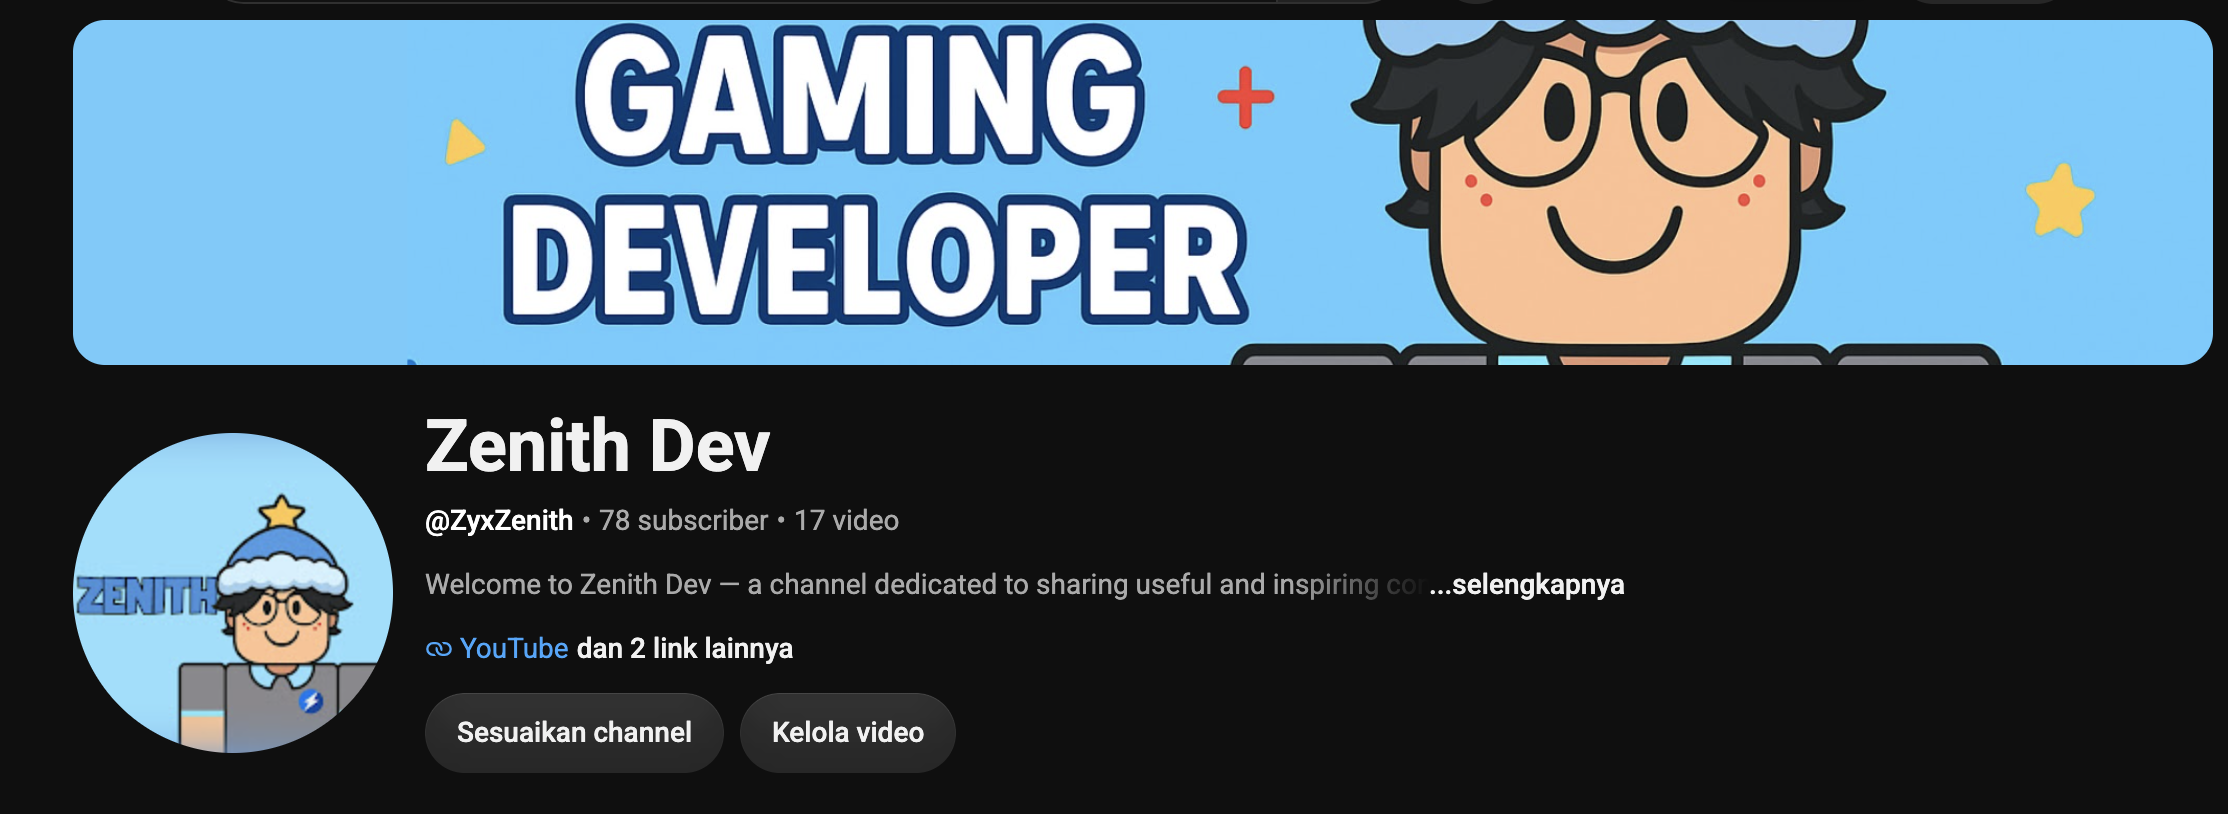 GAMING
DEVELOPER
Zenith Dev
@ZyxZenith • 78 subscriber • 17 video
Welcome to Zenith Dev — a channel dedicated to sharing useful and inspiring ...selengkapnya
ZENITH
YouTube dan 2 link lainnya
Sesuaikan channel
Kelola video